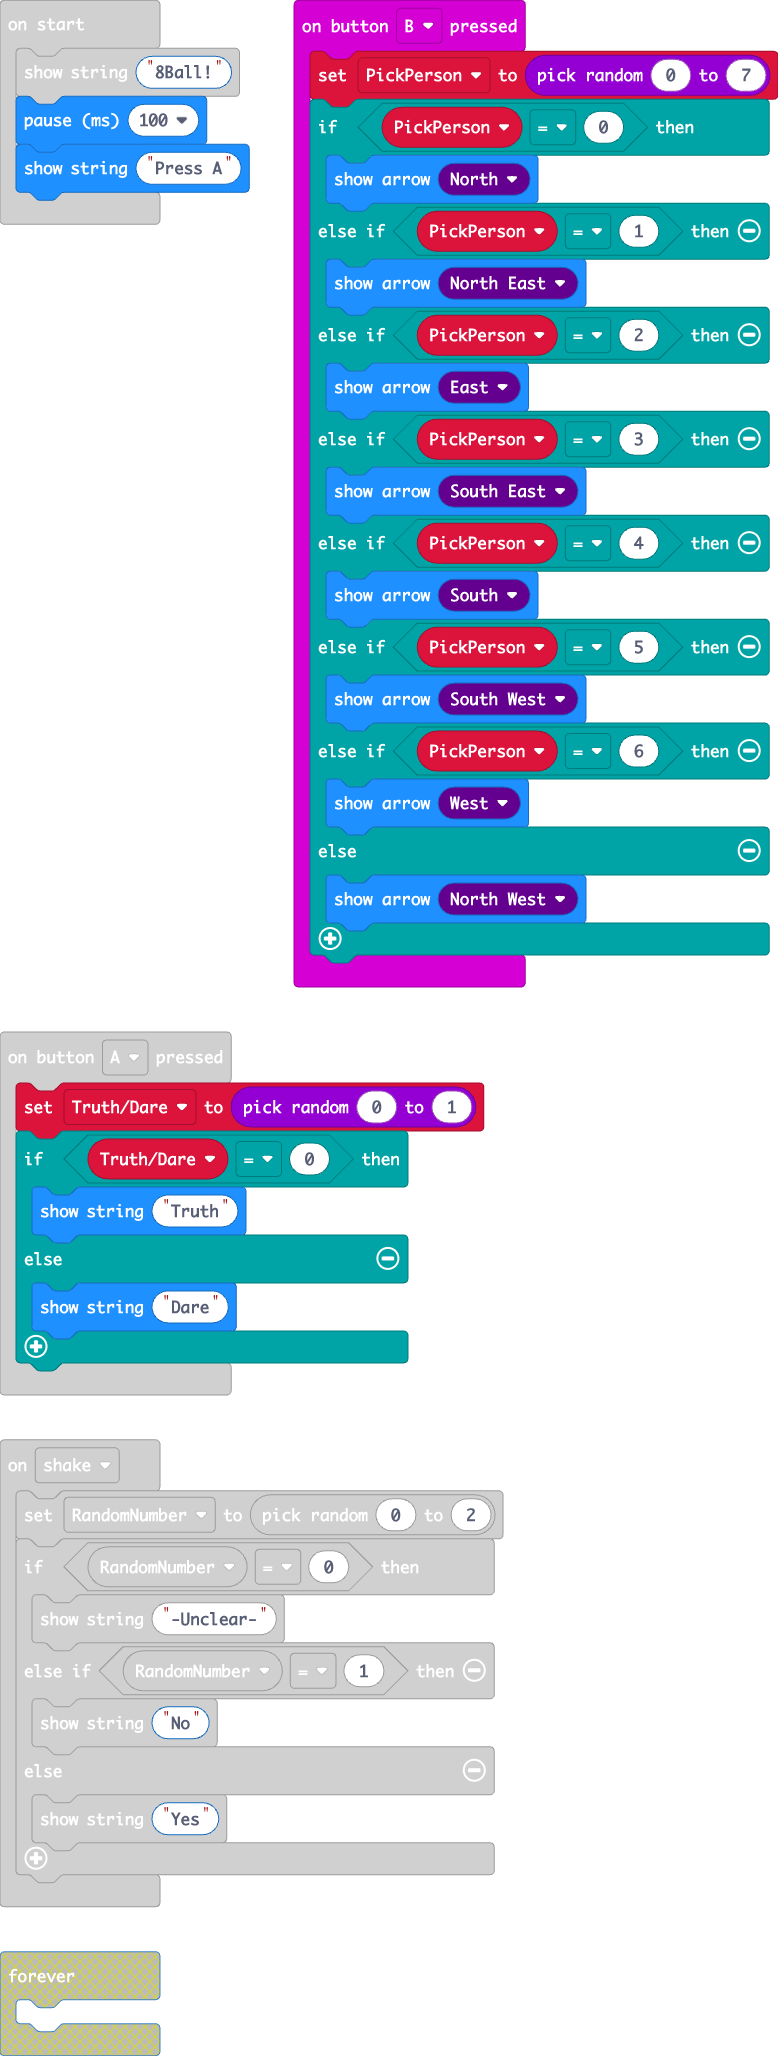 on start
show string "8Ball!"
pause (ms) 100
show string "Press A"
on button B pressed
set PickPerson to pick random 0 to 7
if PickPerson = 0 then
show arrow North
else if PickPerson = 1 then
show arrow North East
else if PickPerson = 2 then
show arrow East
else if PickPerson = 3 then
show arrow South East
else if PickPerson = 4 then
show arrow South
else if PickPerson = 5 then
show arrow South West
else if PickPerson = 6 then
show arrow West
else
show arrow North West
on button A pressed
set Truth/Dare to pick random 0 to 1
if Truth/Dare = 0 then
show string "Truth"
else
show string "Dare"
on shake
set RandomNumber to pick random 0 to 2
if RandomNumber = 0 then
show string "-Unclear-"
else if RandomNumber = 1 then
show string "No"
else
show string "Yes"
forever